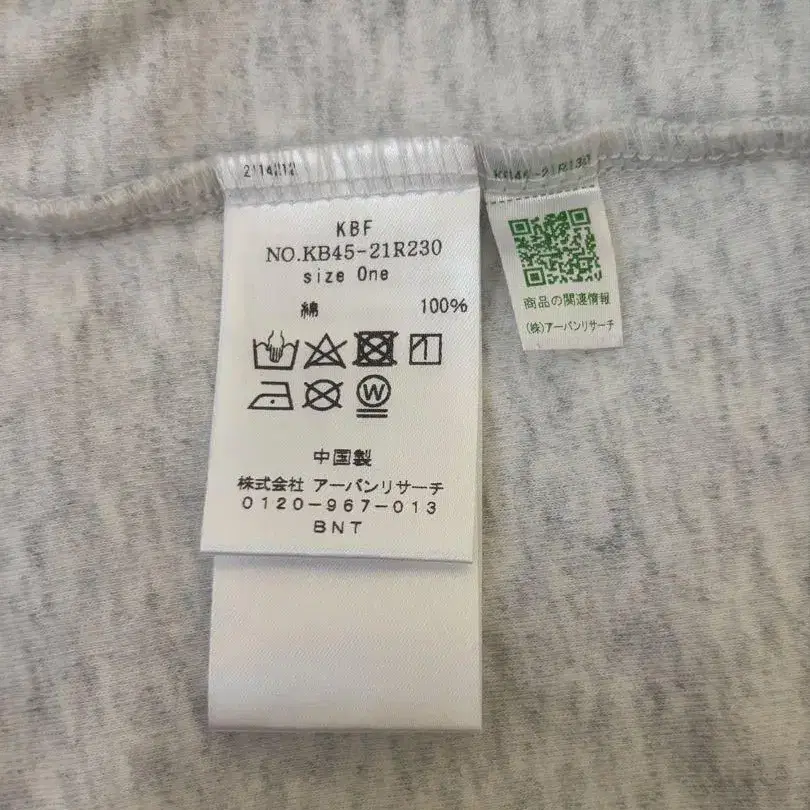 KBF
NO.KB45-21R230
size One
綿 100%
中国製
株式会社 アーバンリサーチ
0120-967-013
BNT
商品の関連情報
(株)アーバンリサーチ